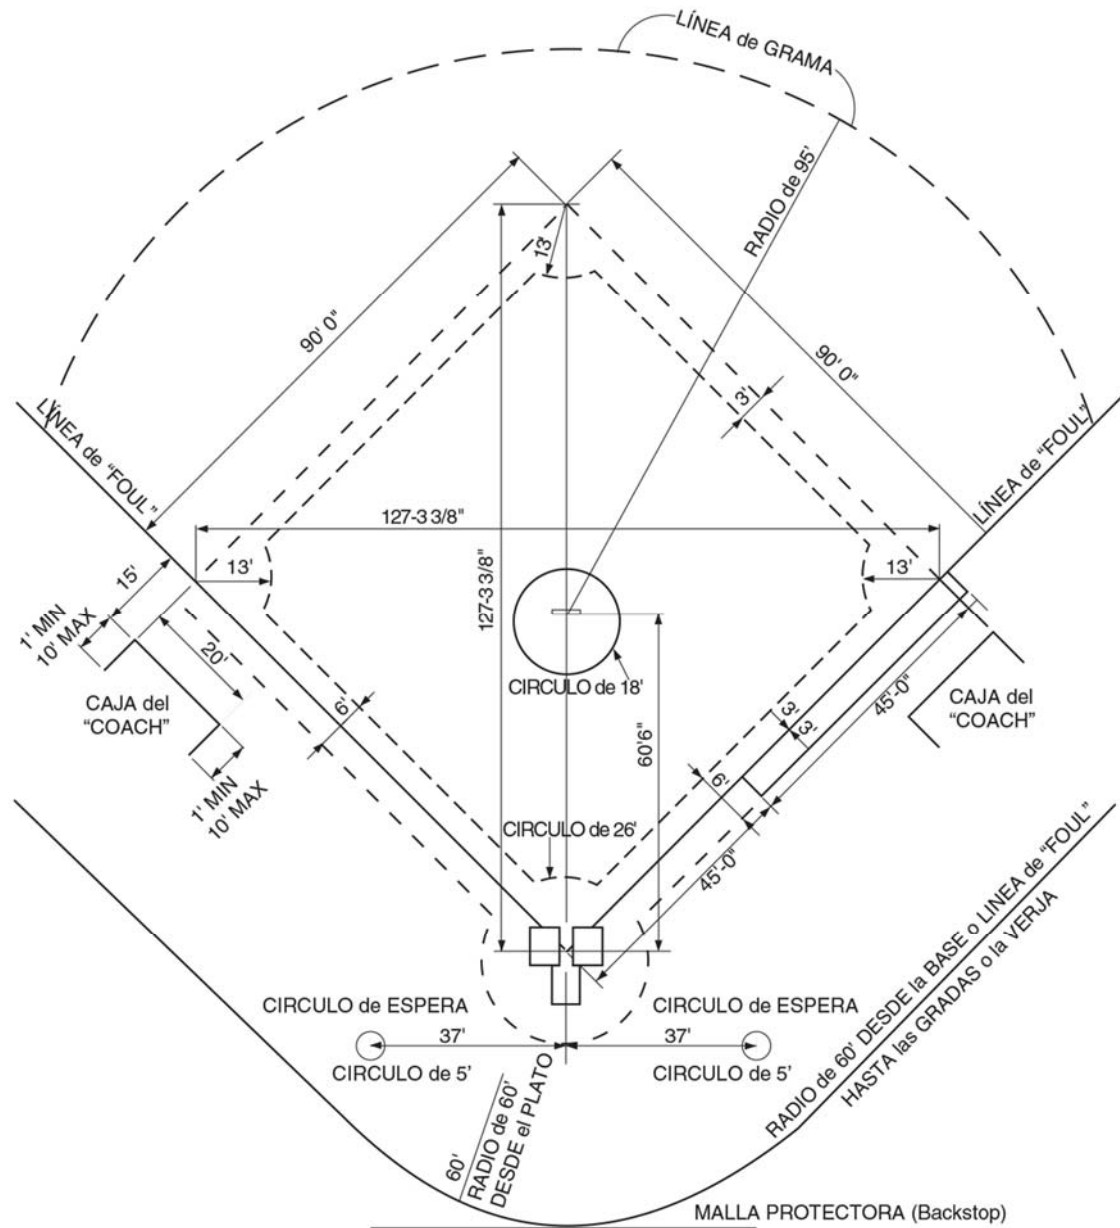 LÍNEA de GRAMA
RADIO de 95'
13'
90' 0"
90' 0"
3'
LÍNEA de "FOUL"
LÍNEA de "FOUL"
127-3 3/8"
127-3 3/8"
13'
13'
15'
1' MIN
10' MAX
20'
CIRCULO de 18'
CAJA del
"COACH"
CAJA del
"COACH"
45'-0"
6'
3'
3'
60'6"
6'
1' MIN
10' MAX
CIRCULO de 26'
45'-0"
CIRCULO de ESPERA
CIRCULO de ESPERA
37'
37'
CIRCULO de 5'
CIRCULO de 5'
RADIO de 60' DESDE la BASE o LINEA de "FOUL"
HASTA las GRADAS o la VERJA
60'
RADIO de 60'
DESDE el PLATO
MALLA PROTECTORA (Backstop)